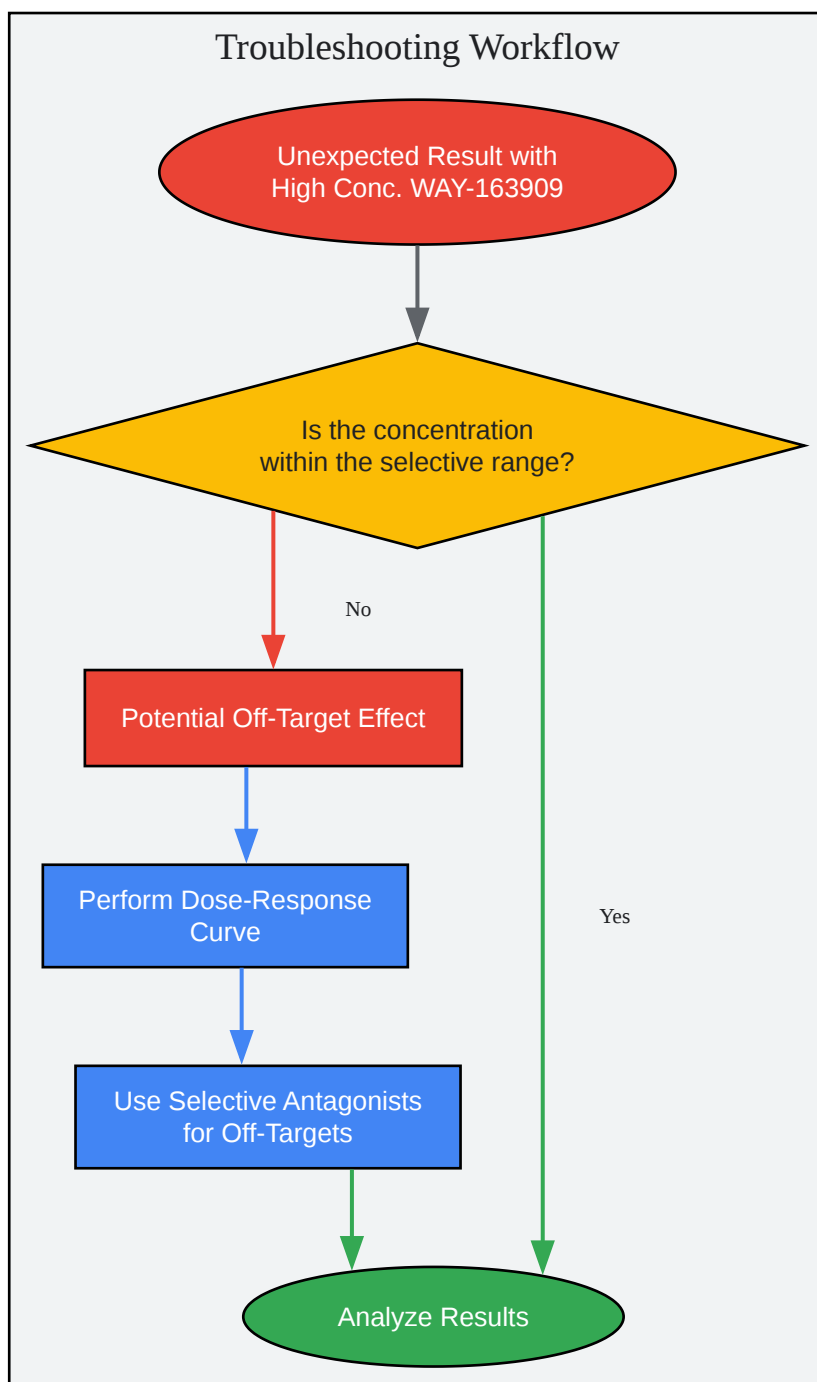 Troubleshooting Workflow
Unexpected Result with
High Conc. WAY-163909
Is the concentration
within the selective range?
No
Potential Off-Target Effect
Perform Dose-Response
Curve
Yes
Use Selective Antagonists
for Off-Targets
Analyze Results